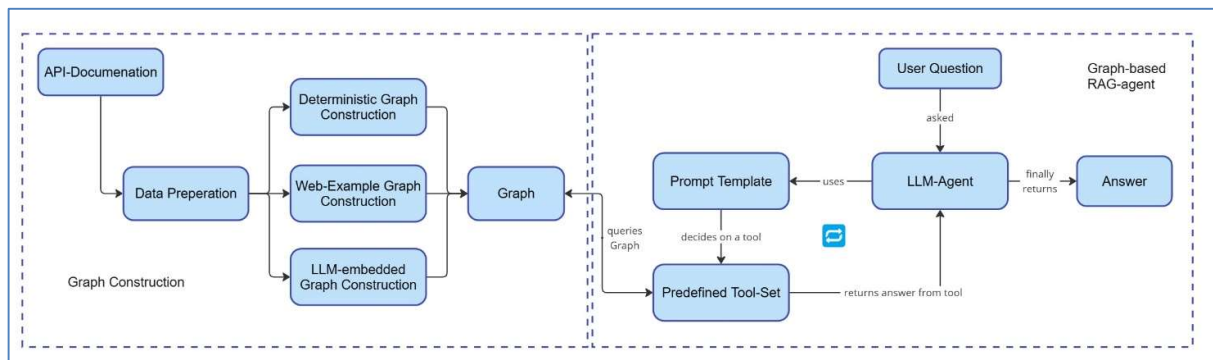 API-Documenation
Deterministic Graph
Construction
Data Preperation
Web-Example Graph
Construction
Graph
LLM-embedded
Graph Construction
Graph Construction
User Question
Graph-based
RAG-agent
asked
Prompt Template
uses
LLM-Agent
finally
returns
Answer
queries
Graph
decides on a tool
Predefined Tool-Set
returns answer from tool